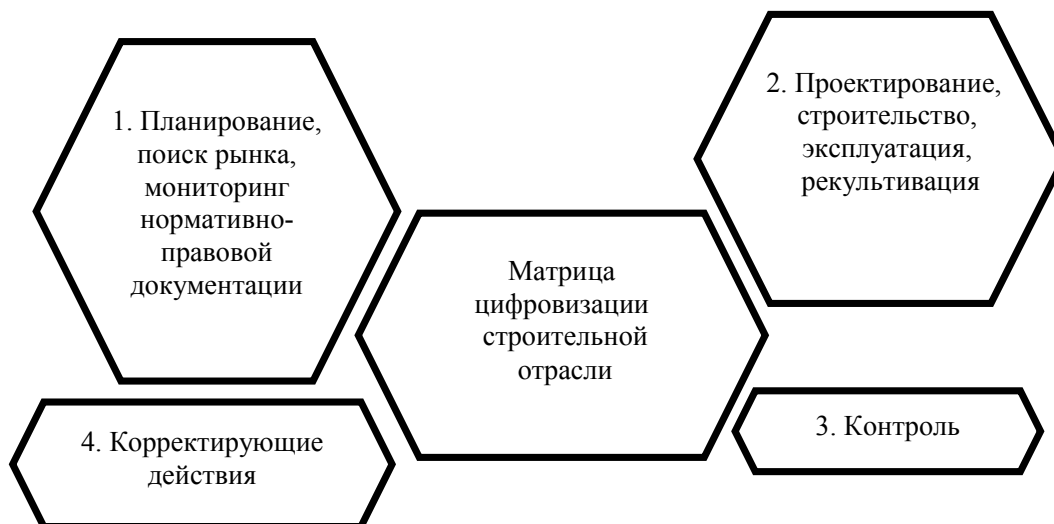 1. Планирование,
поиск рынка,
мониторинг
нормативно-
правовой
документации
2. Проектирование,
строительство,
эксплуатация,
рекультивация
Матрица
цифровизации
строительной
отрасли
3. Контроль
4. Корректирующие
действия